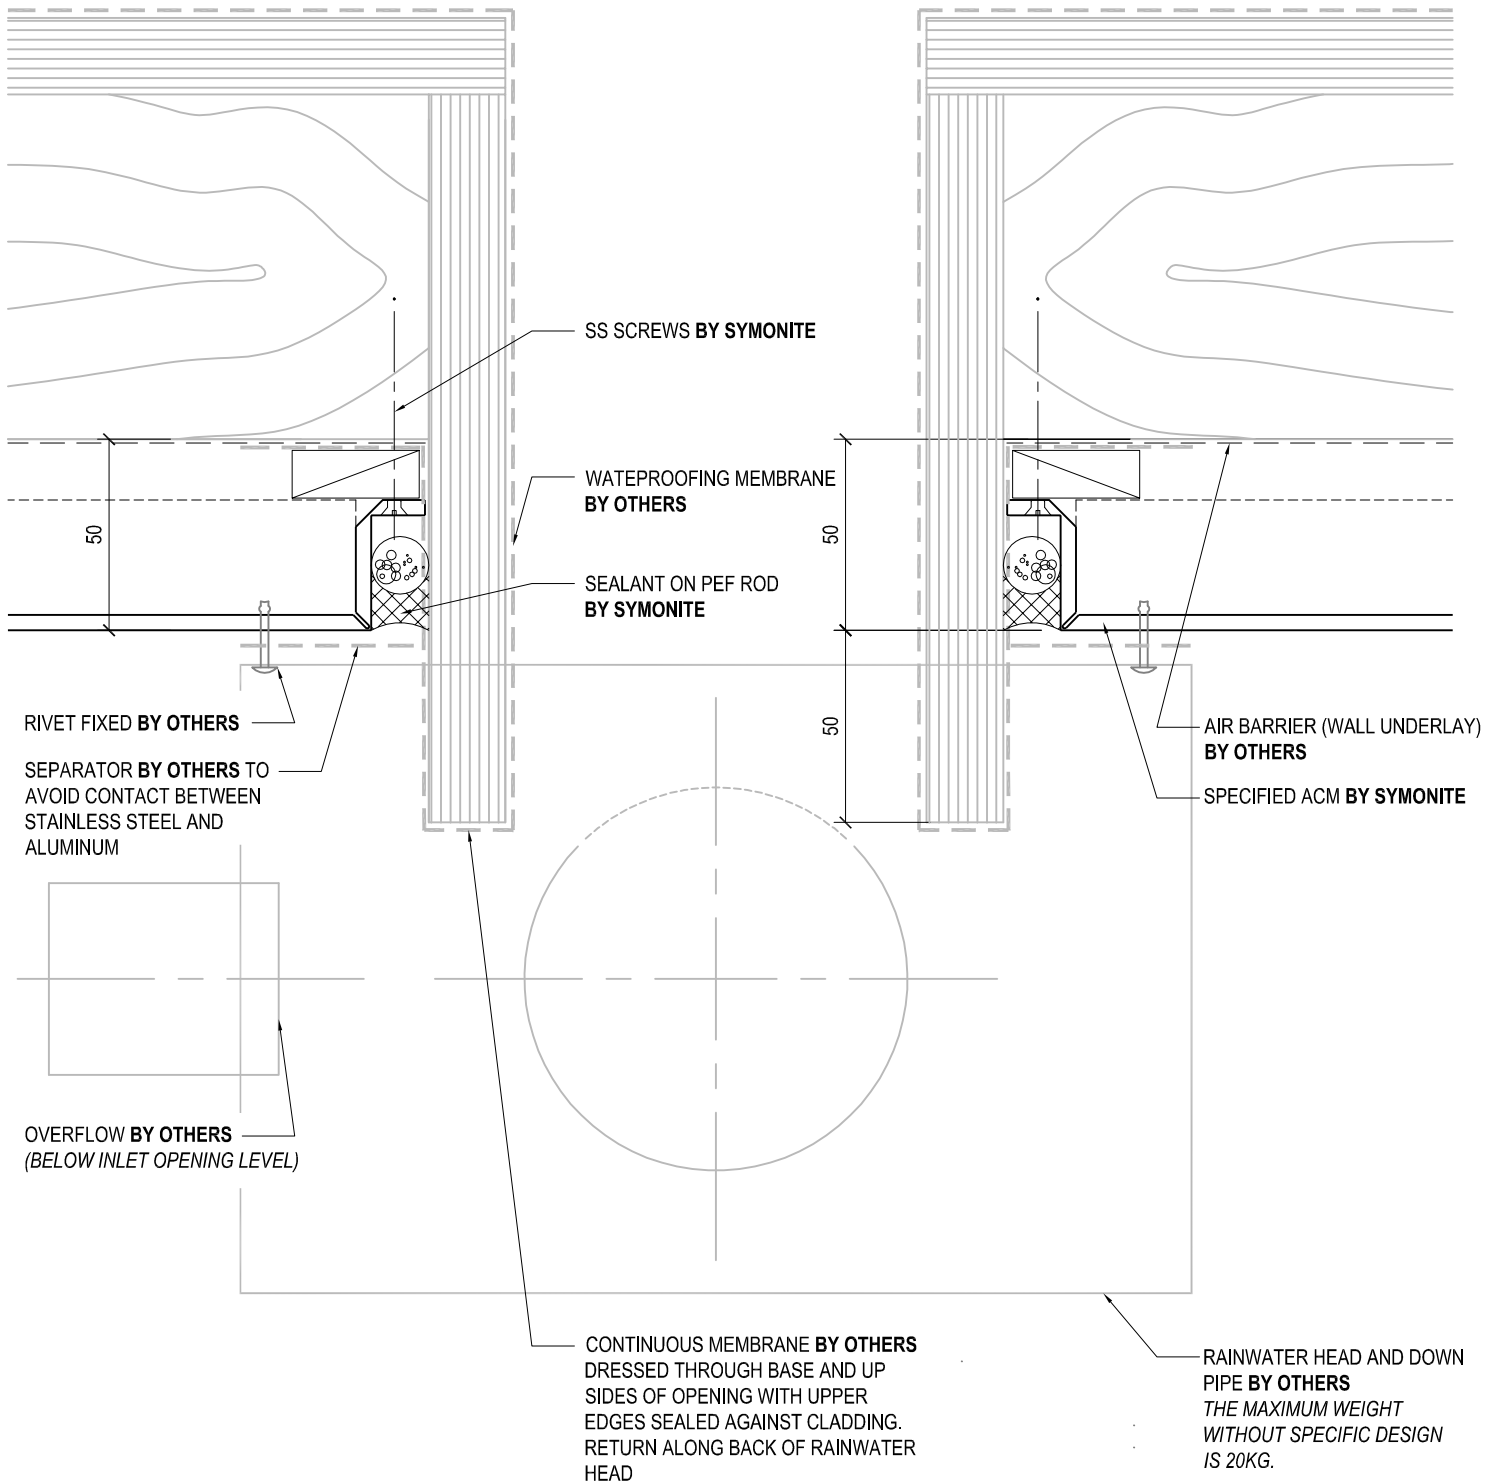 SS SCREWS BY SYMONITE
WATEPROOFING MEMBRANE
BY OTHERS
SEALANT ON PEF ROD
BY SYMONITE
50
50
50
RIVET FIXED BY OTHERS
SEPARATOR BY OTHERS TO
AVOID CONTACT BETWEEN
STAINLESS STEEL AND
ALUMINUM
AIR BARRIER (WALL UNDERLAY)
BY OTHERS
SPECIFIED ACM BY SYMONITE
OVERFLOW BY OTHERS
(BELOW INLET OPENING LEVEL)
CONTINUOUS MEMBRANE BY OTHERS
DRESSED THROUGH BASE AND UP
SIDES OF OPENING WITH UPPER
EDGES SEALED AGAINST CLADDING.
RETURN ALONG BACK OF RAINWATER
HEAD
RAINWATER HEAD AND DOWN
PIPE BY OTHERS
THE MAXIMUM WEIGHT
WITHOUT SPECIFIC DESIGN
IS 20KG.